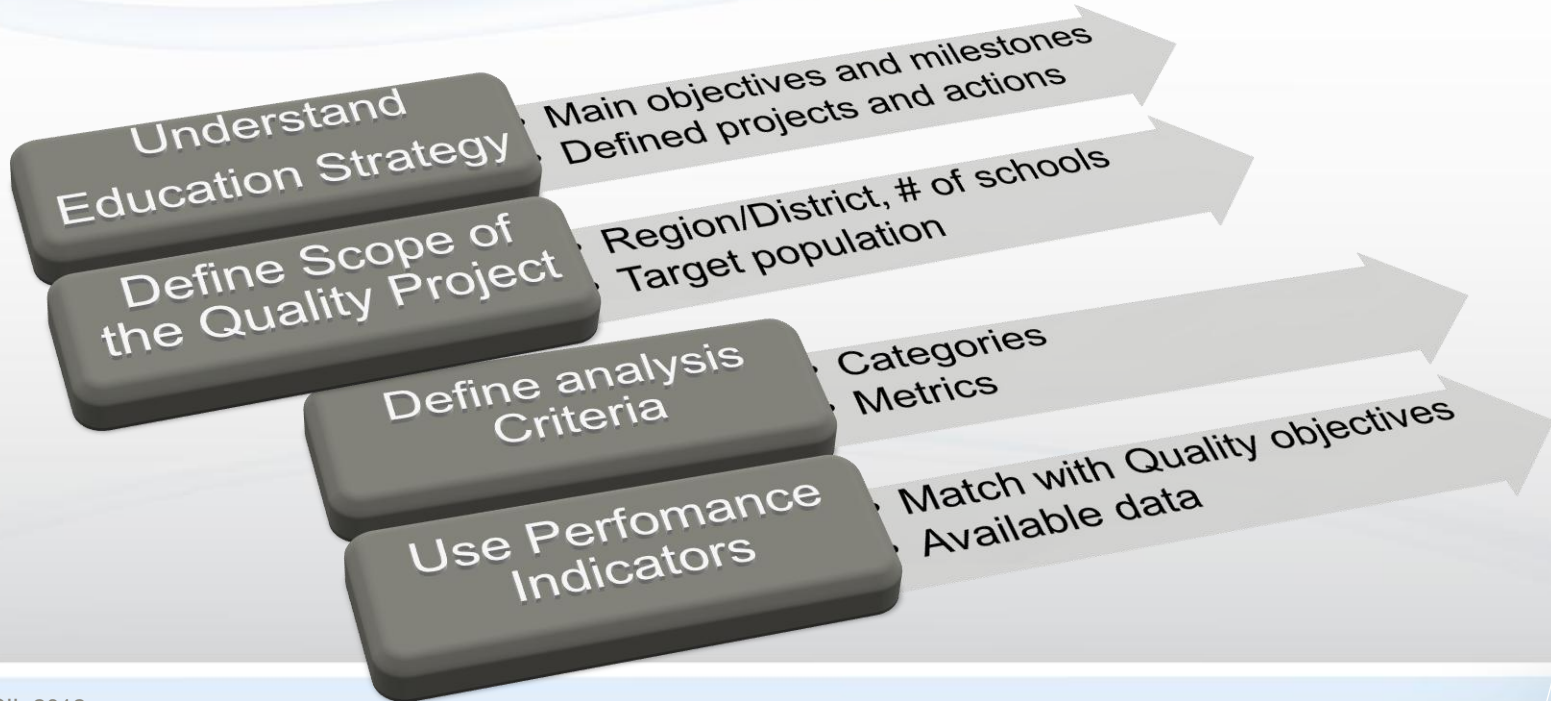 Understand
Education Strategy
• Main objectives and milestones
• Defined projects and actions
Define Scope of
the Quality Project
• Region/District, # of schools
• Target population
Define analysis
Criteria
• Categories
• Metrics
Use Perfomance
Indicators
• Match with Quality objectives
• Available data